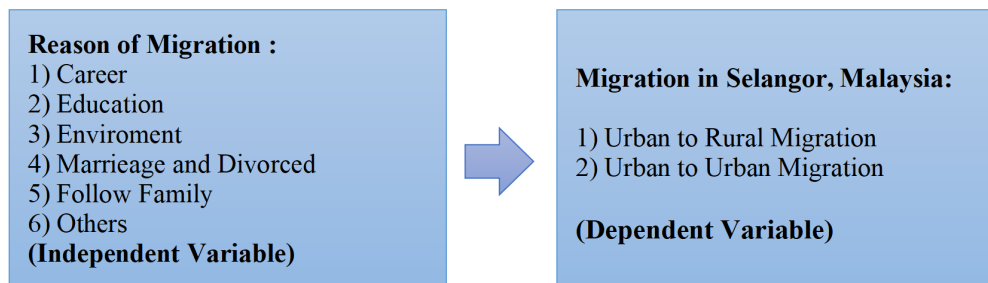 Reason of Migration :
1) Career
2) Education
3) Enviroment
4) Marrieage and Divorced
5) Follow Family
6) Others
(Independent Variable)
Migration in Selangor, Malaysia:
1) Urban to Rural Migration
2) Urban to Urban Migration
(Dependent Variable)